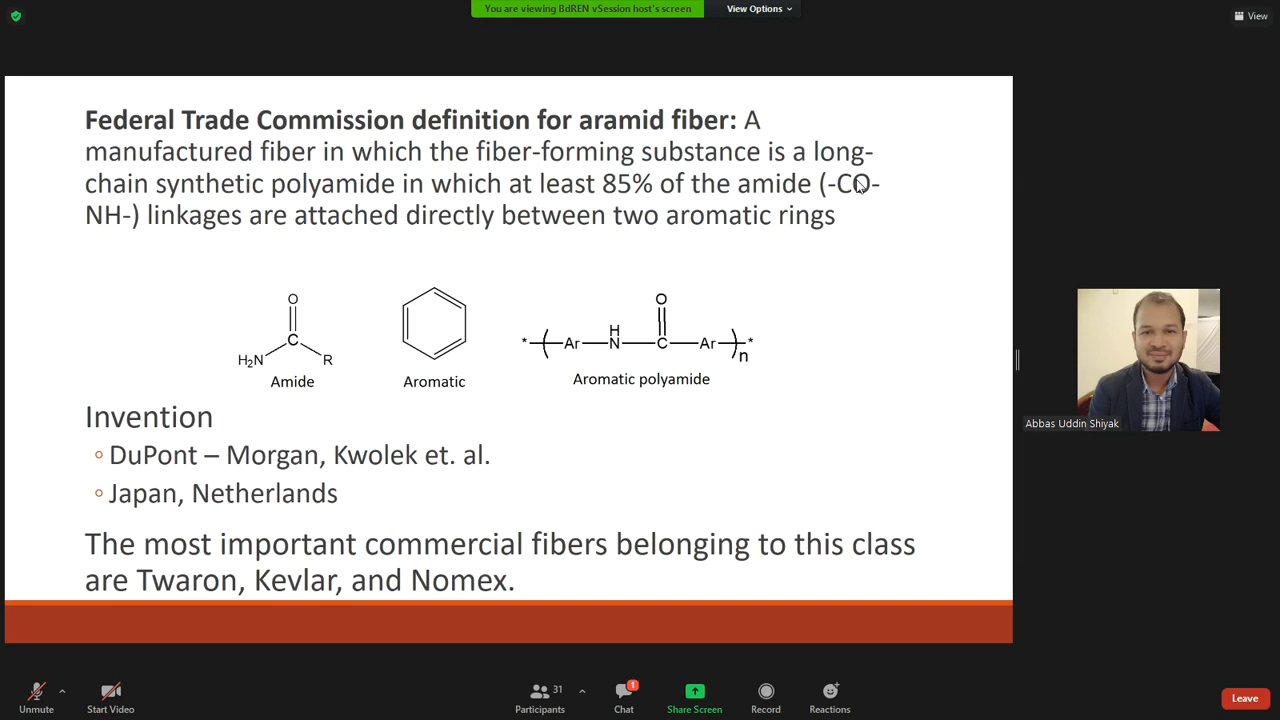 You are viewing BdREN vSession host's screen
View Options
View
Federal Trade Commission definition for aramid fiber: A
manufactured fiber in which the fiber-forming substance is a long-
chain synthetic polyamide in which at least 85% of the amide (-CO-
NH-) linkages are attached directly between two aromatic rings
O
C
H₂N
R
Amide
Aromatic
O
H
* Ar N C Ar *
n
Aromatic polyamide
Invention
◦ DuPont – Morgan, Kwolek et. al.
◦ Japan, Netherlands
The most important commercial fibers belonging to this class
are Twaron, Kevlar, and Nomex.
Abbas Uddin Shiyak
Unmute
Start Video
31
Participants
1
Chat
Share Screen
Record
Reactions
Leave